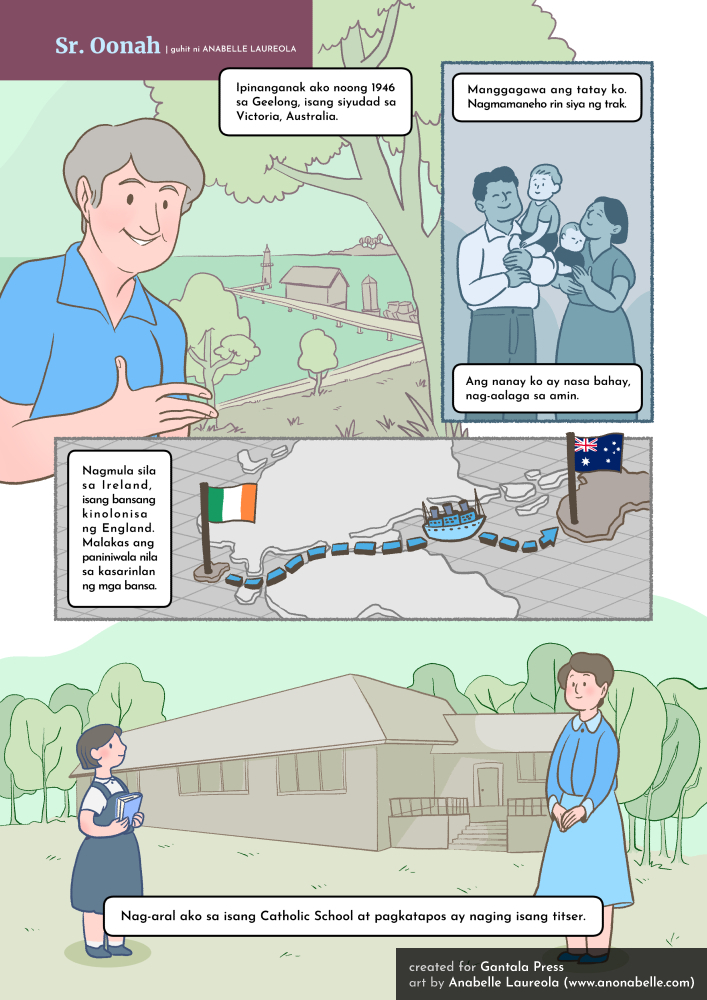 Sr. Oonah | guhit ni ANABELLE LAUREOLA
Ipinanganak ako noong 1946
sa Geelong, isang siyudad sa
Victoria, Australia.
Manggagawa ang tatay ko.
Nagmamaneho rin siya ng trak.
Ang nanay ko ay nasa bahay,
nag-aalaga sa amin.
Nagmula sila
sa Ireland,
isang bansang
kinolonisa
ng England.
Malakas ang
paniniwala nila
sa kasarinlan
ng mga bansa.
Nag-aral ako sa isang Catholic School at pagkatapos ay naging isang titser.
created for Gantala Press
art by Anabelle Laureola (www.anonabelle.com)